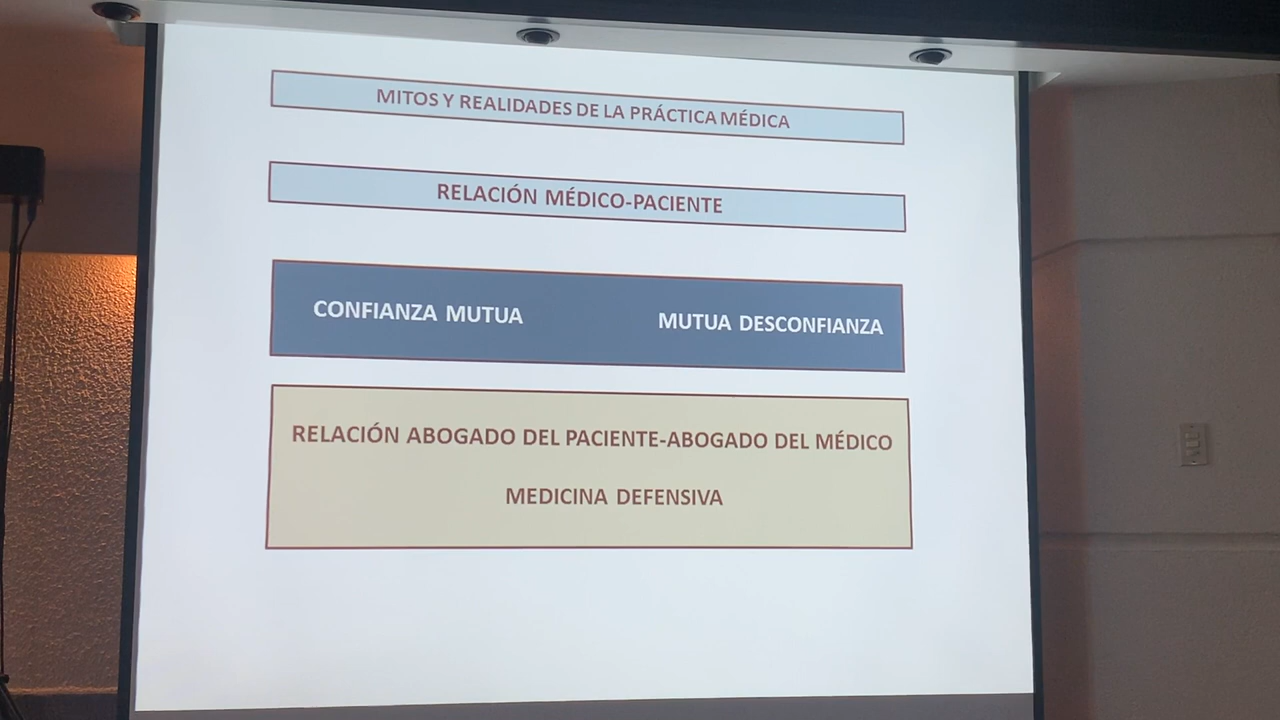 MITOS Y REALIDADES DE LA PRÁCTICA MÉDICA
RELACIÓN MÉDICO-PACIENTE
CONFIANZA MUTUA
MUTUA DESCONFIANZA
RELACIÓN ABOGADO DEL PACIENTE-ABOGADO DEL MÉDICO
MEDICINA DEFENSIVA